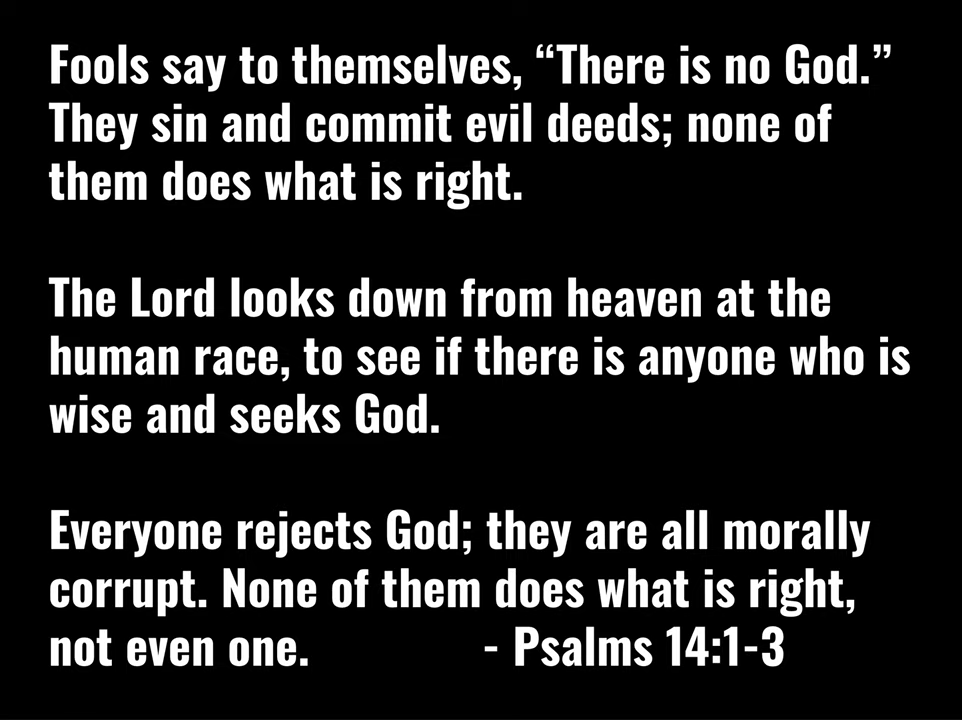 Fools say to themselves, “There is no God.”
They sin and commit evil deeds; none of
them does what is right.
The Lord looks down from heaven at the
human race, to see if there is anyone who is
wise and seeks God.
Everyone rejects God; they are all morally
corrupt. None of them does what is right,
not even one. - Psalms 14:1-3